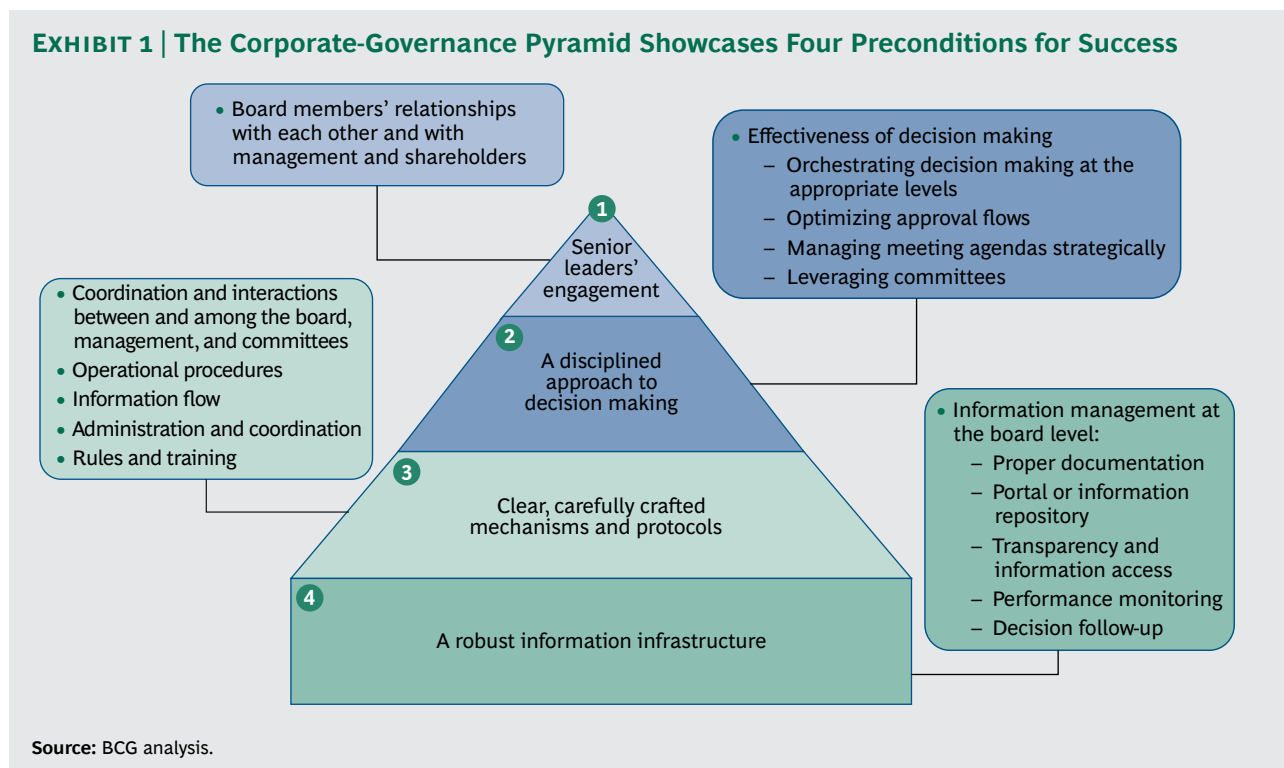 EXHIBIT 1 | The Corporate-Governance Pyramid Showcases Four Preconditions for Success
• Board members’ relationships
with each other and with
management and shareholders
• Effectiveness of decision making
– Orchestrating decision making at the
appropriate levels
– Optimizing approval flows
– Managing meeting agendas strategically
– Leveraging committees
1
Senior
leaders’
engagement
• Coordination and interactions
between and among the board,
management, and committees
• Operational procedures
• Information flow
• Administration and coordination
• Rules and training
2
A disciplined
approach to
decision making
• Information management at
the board level:
– Proper documentation
– Portal or information
repository
– Transparency and
information access
– Performance monitoring
– Decision follow-up
3
Clear, carefully crafted
mechanisms and protocols
4
A robust information infrastructure
Source: BCG analysis.